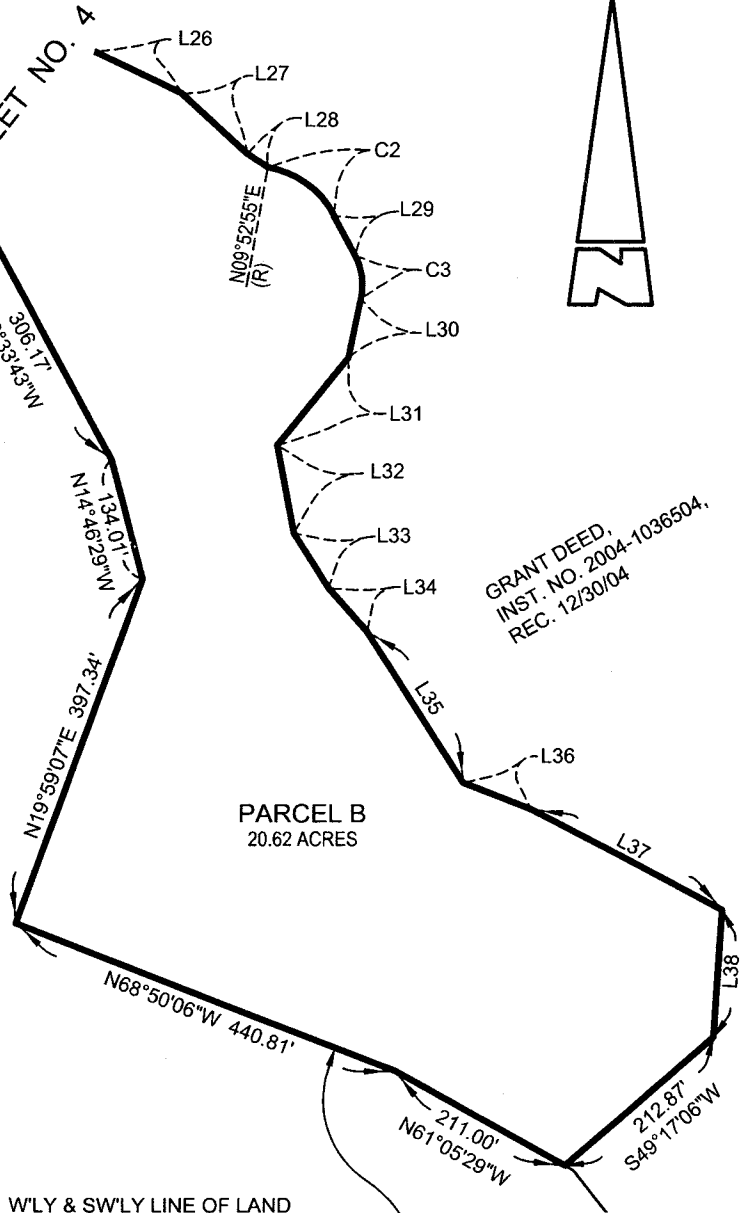 L26
L27
L28
C2
L29
C3
L30
L31
L32
L33
L34
L35
L36
L37
L38
NO. 4
N09°52'55"E
(R)
306.17'
134.01'
N14°46'29"W
N19°59'07"E 397.34'
GRANT DEED,
INST. NO. 2004-1036504,
REC. 12/30/04
PARCEL B
20.62 ACRES
N68°50'06"W 440.81'
211.00'
N61°05'29"W
212.87'
S49°17'06"W
W'LY & SW'LY LINE OF LAND
N